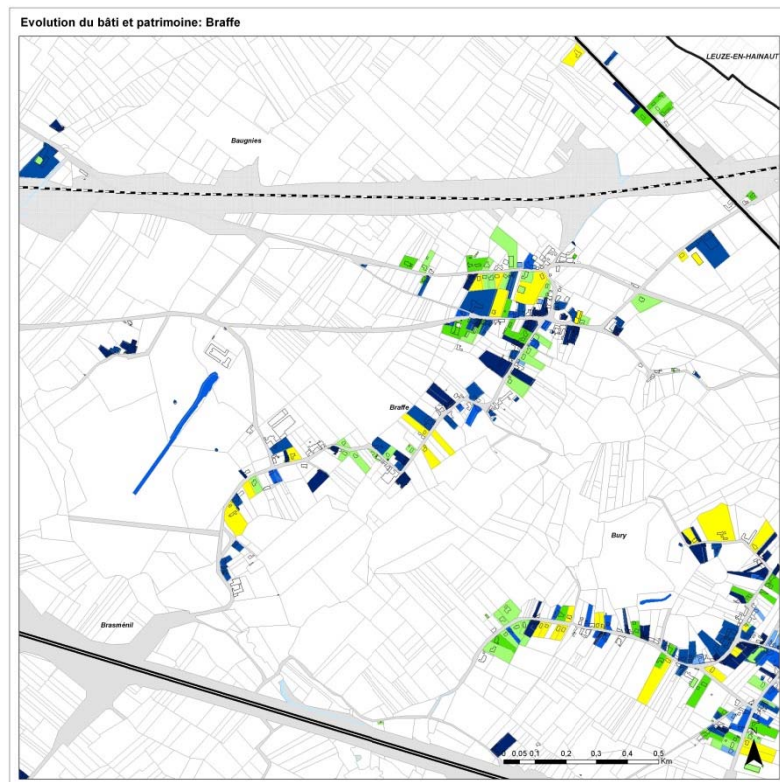 Evolution du bâti et patrimoine: Braffe
LEUZE-EN-HAINAUT
Baugnies
Braffe
Bury
Brasménil
0 0,05 0,1 0,2 0,3 0,4 0,5
Km